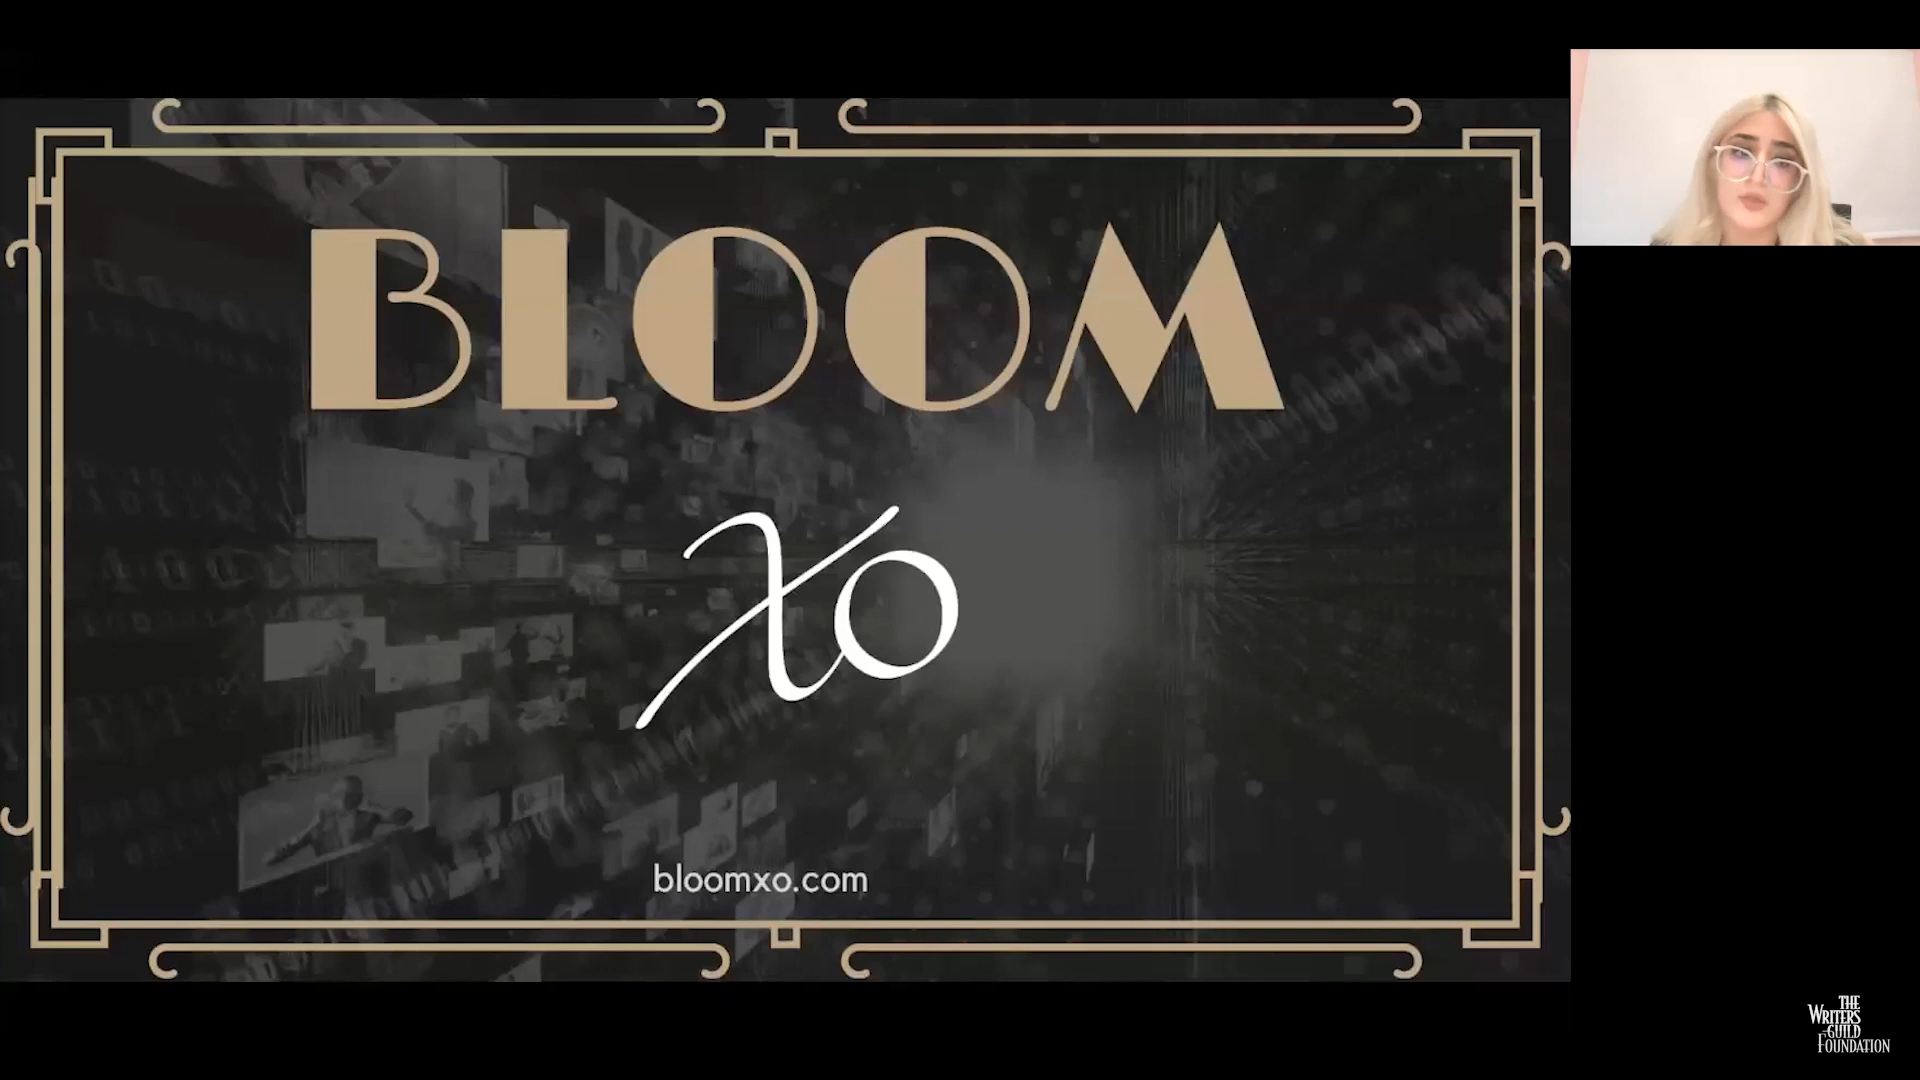 BLOOM
Xo
bloomxo.com
THE
WRITERS
GUILD
FOUNDATION